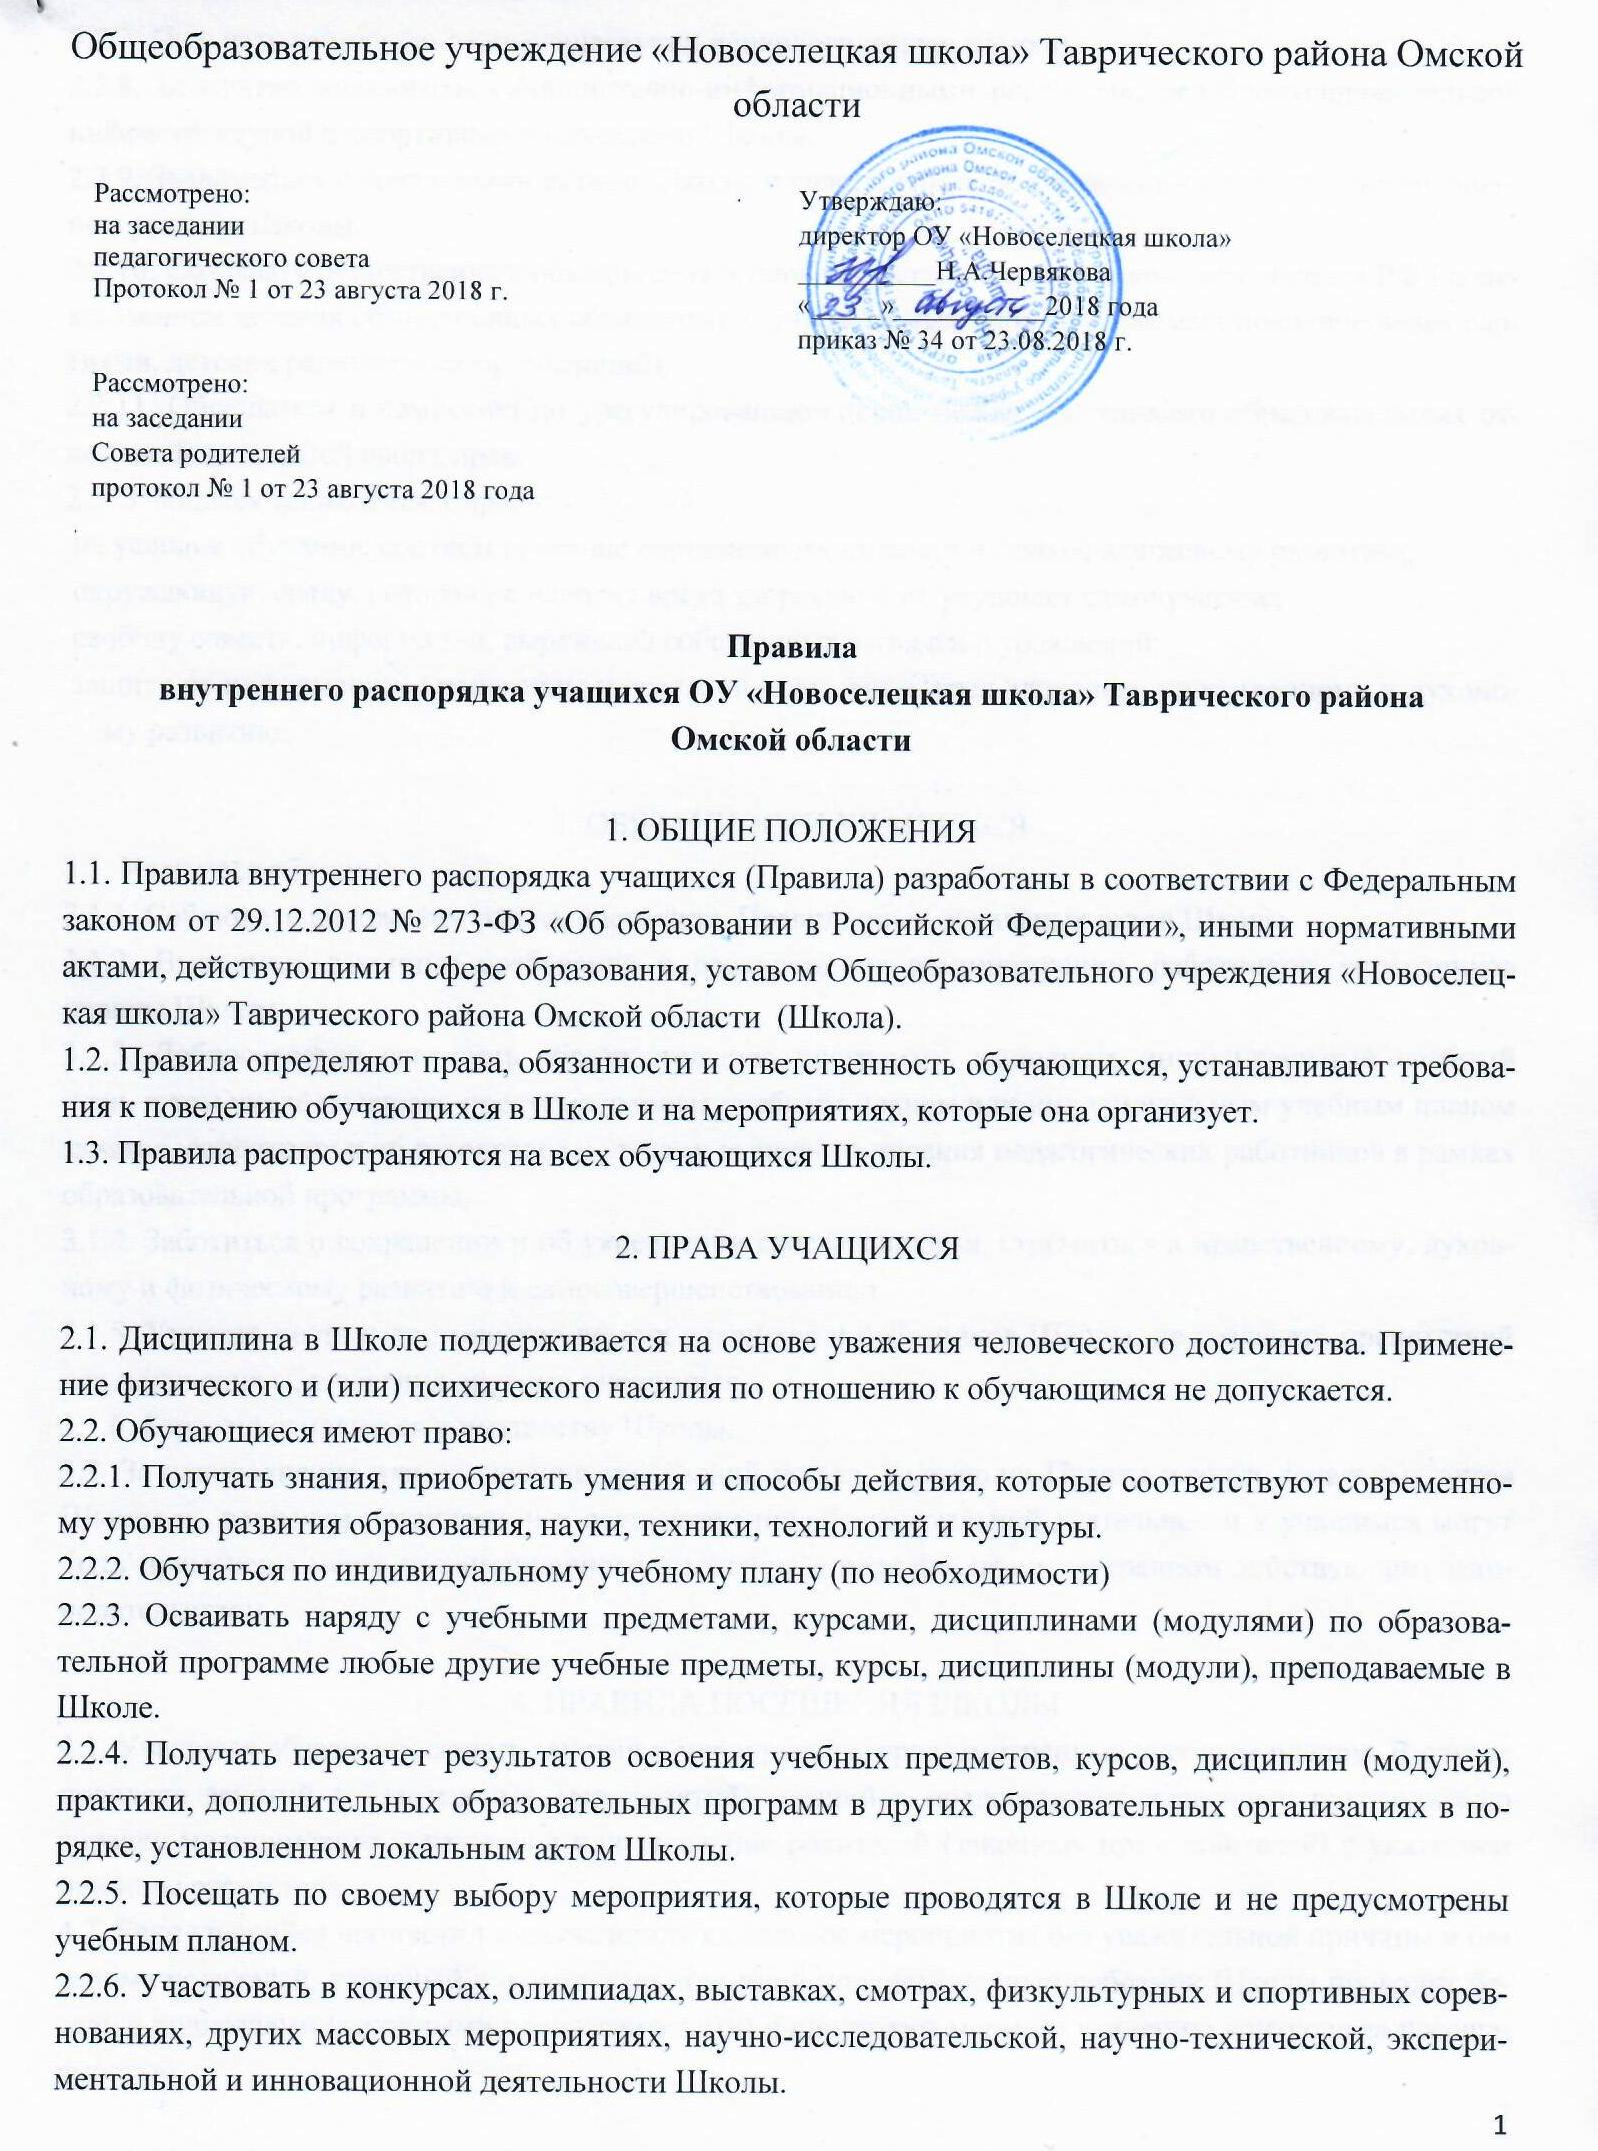 Общеобразовательное учреждение «Новоселецкая школа» Таврического района Омской
области
Рассмотрено:
на заседании
педагогического совета
Протокол № 1 от 23 августа 2018 г.
Утверждаю:
директор ОУ «Новоселецкая школа»
Н.А.Червякова
«23» августа 2018 года
приказ № 34 от 23.08.2018 г.
Рассмотрено:
на заседании
Совета родителей
протокол № 1 от 23 августа 2018 года
Правила
внутреннего распорядка учащихся ОУ «Новоселецкая школа» Таврического района
Омской области
1. ОБЩИЕ ПОЛОЖЕНИЯ
1.1. Правила внутреннего распорядка учащихся (Правила) разработаны в соответствии с Федеральным
законом от 29.12.2012 № 273-ФЗ «Об образовании в Российской Федерации», иными нормативными
актами, действующими в сфере образования, уставом Общеобразовательного учреждения «Новоселец-
кая школа» Таврического района Омской области (Школа).
1.2. Правила определяют права, обязанности и ответственность обучающихся, устанавливают требова-
ния к поведению обучающихся в Школе и на мероприятиях, которые она организует.
1.3. Правила распространяются на всех обучающихся Школы.
2. ПРАВА УЧАЩИХСЯ
2.1. Дисциплина в Школе поддерживается на основе уважения человеческого достоинства. Примене-
ние физического и (или) психического насилия по отношению к обучающимся не допускается.
2.2. Обучающиеся имеют право:
2.2.1. Получать знания, приобретать умения и способы действия, которые соответствуют современно-
му уровню развития образования, науки, техники, технологий и культуры.
2.2.2. Обучаться по индивидуальному учебному плану (по необходимости)
2.2.3. Осваивать наряду с учебными предметами, курсами, дисциплинами (модулями) по образова-
тельной программе любые другие учебные предметы, курсы, дисциплины (модули), преподаваемые в
Школе.
2.2.4. Получать перезачет результатов освоения учебных предметов, курсов, дисциплин (модулей),
практики, дополнительных образовательных программ в других образовательных организациях в по-
рядке, установленном локальным актом Школы.
2.2.5. Посещать по своему выбору мероприятия, которые проводятся в Школе и не предусмотрены
учебным планом.
2.2.6. Участвовать в конкурсах, олимпиадах, выставках, смотрах, физкультурных и спортивных сорев-
нованиях, других массовых мероприятиях, научно-исследовательской, научно-технической, экспери-
ментальной и инновационной деятельности Школы.
1